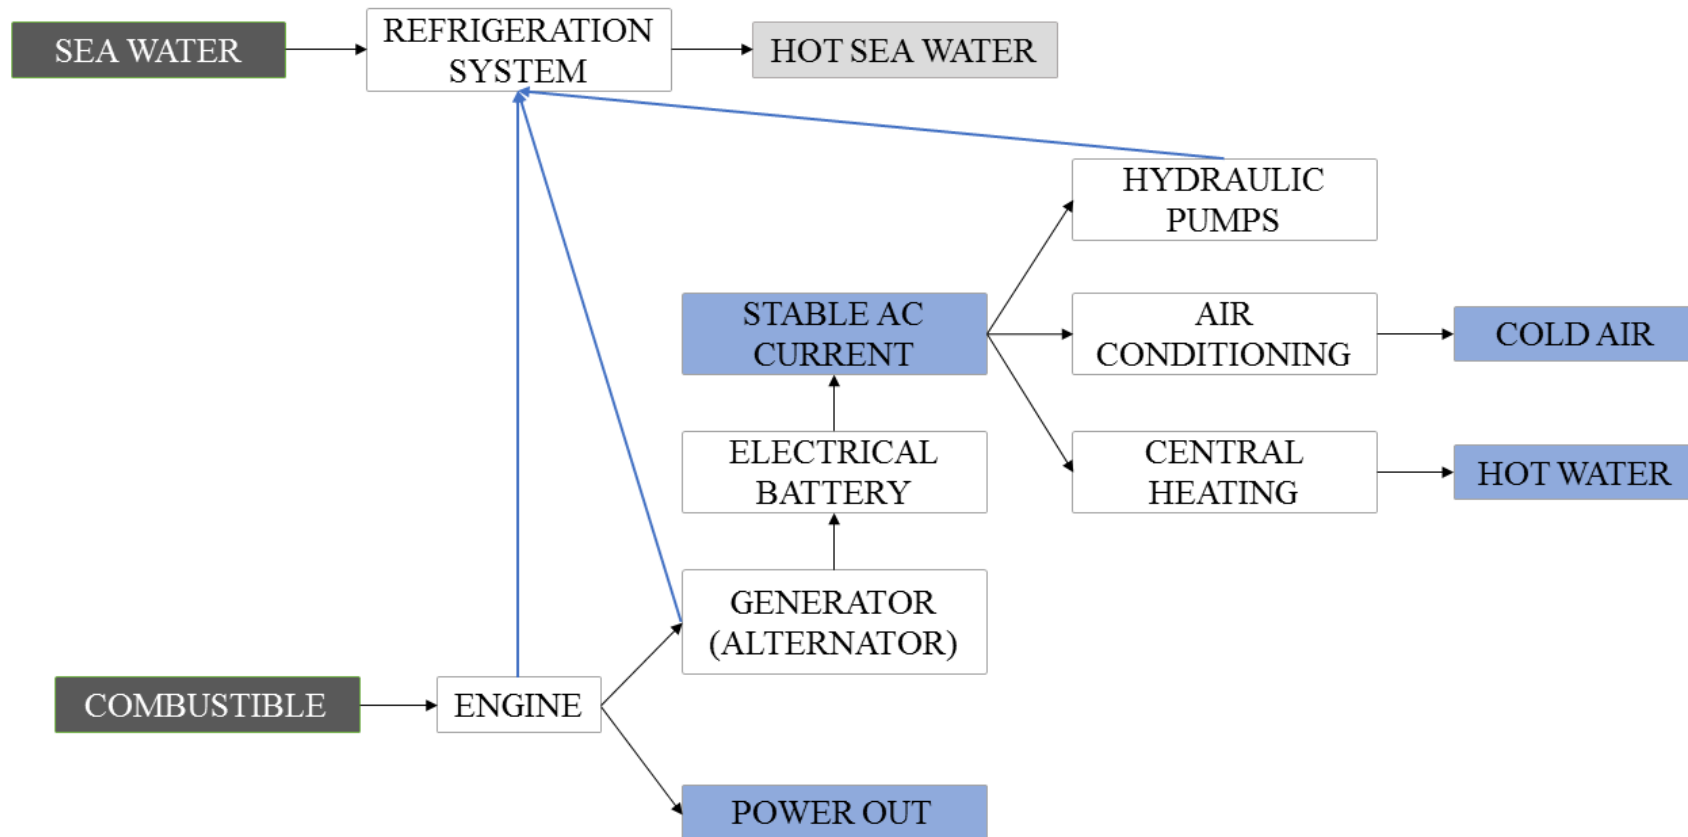 SEA WATER
REFRIGERATION
SYSTEM
HOT SEA WATER
HYDRAULIC
PUMPS
STABLE AC
CURRENT
AIR
CONDITIONING
COLD AIR
ELECTRICAL
BATTERY
CENTRAL
HEATING
HOT WATER
GENERATOR
(ALTERNATOR)
COMBUSTIBLE
ENGINE
POWER OUT